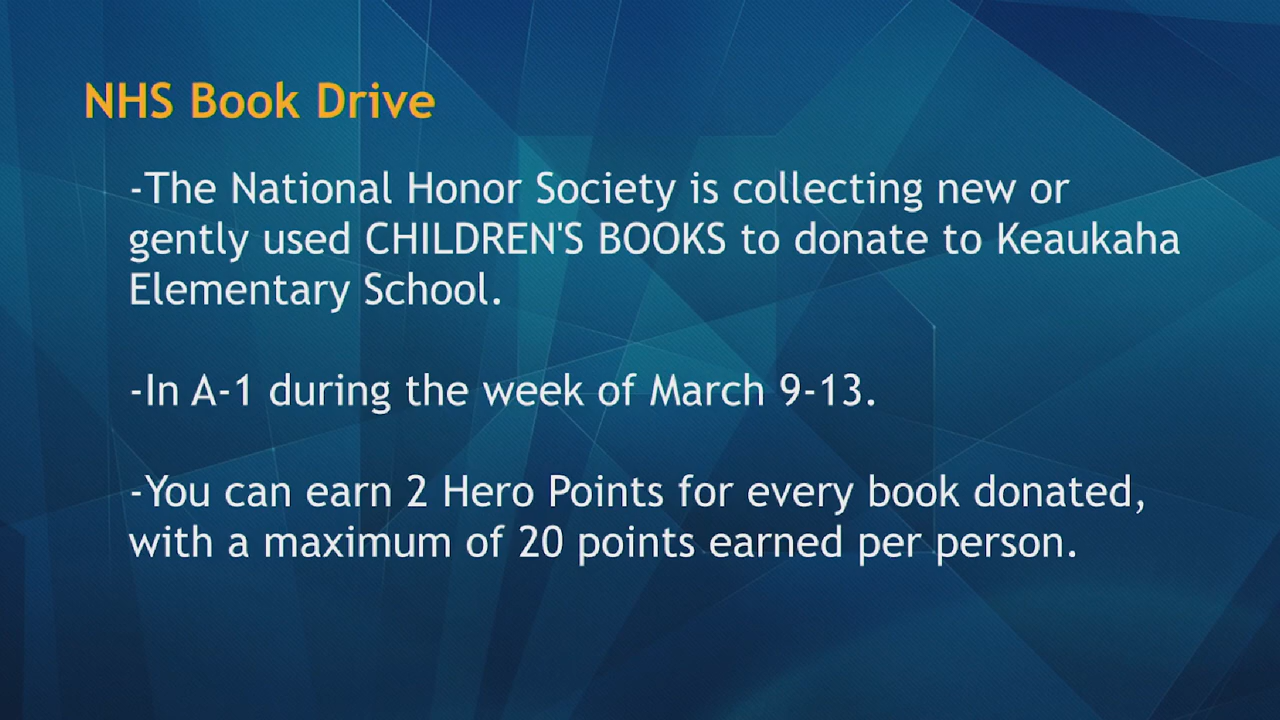 NHS Book Drive
-The National Honor Society is collecting new or
gently used CHILDREN'S BOOKS to donate to Keaukaha
Elementary School.
-In A-1 during the week of March 9-13.
-You can earn 2 Hero Points for every book donated,
with a maximum of 20 points earned per person.